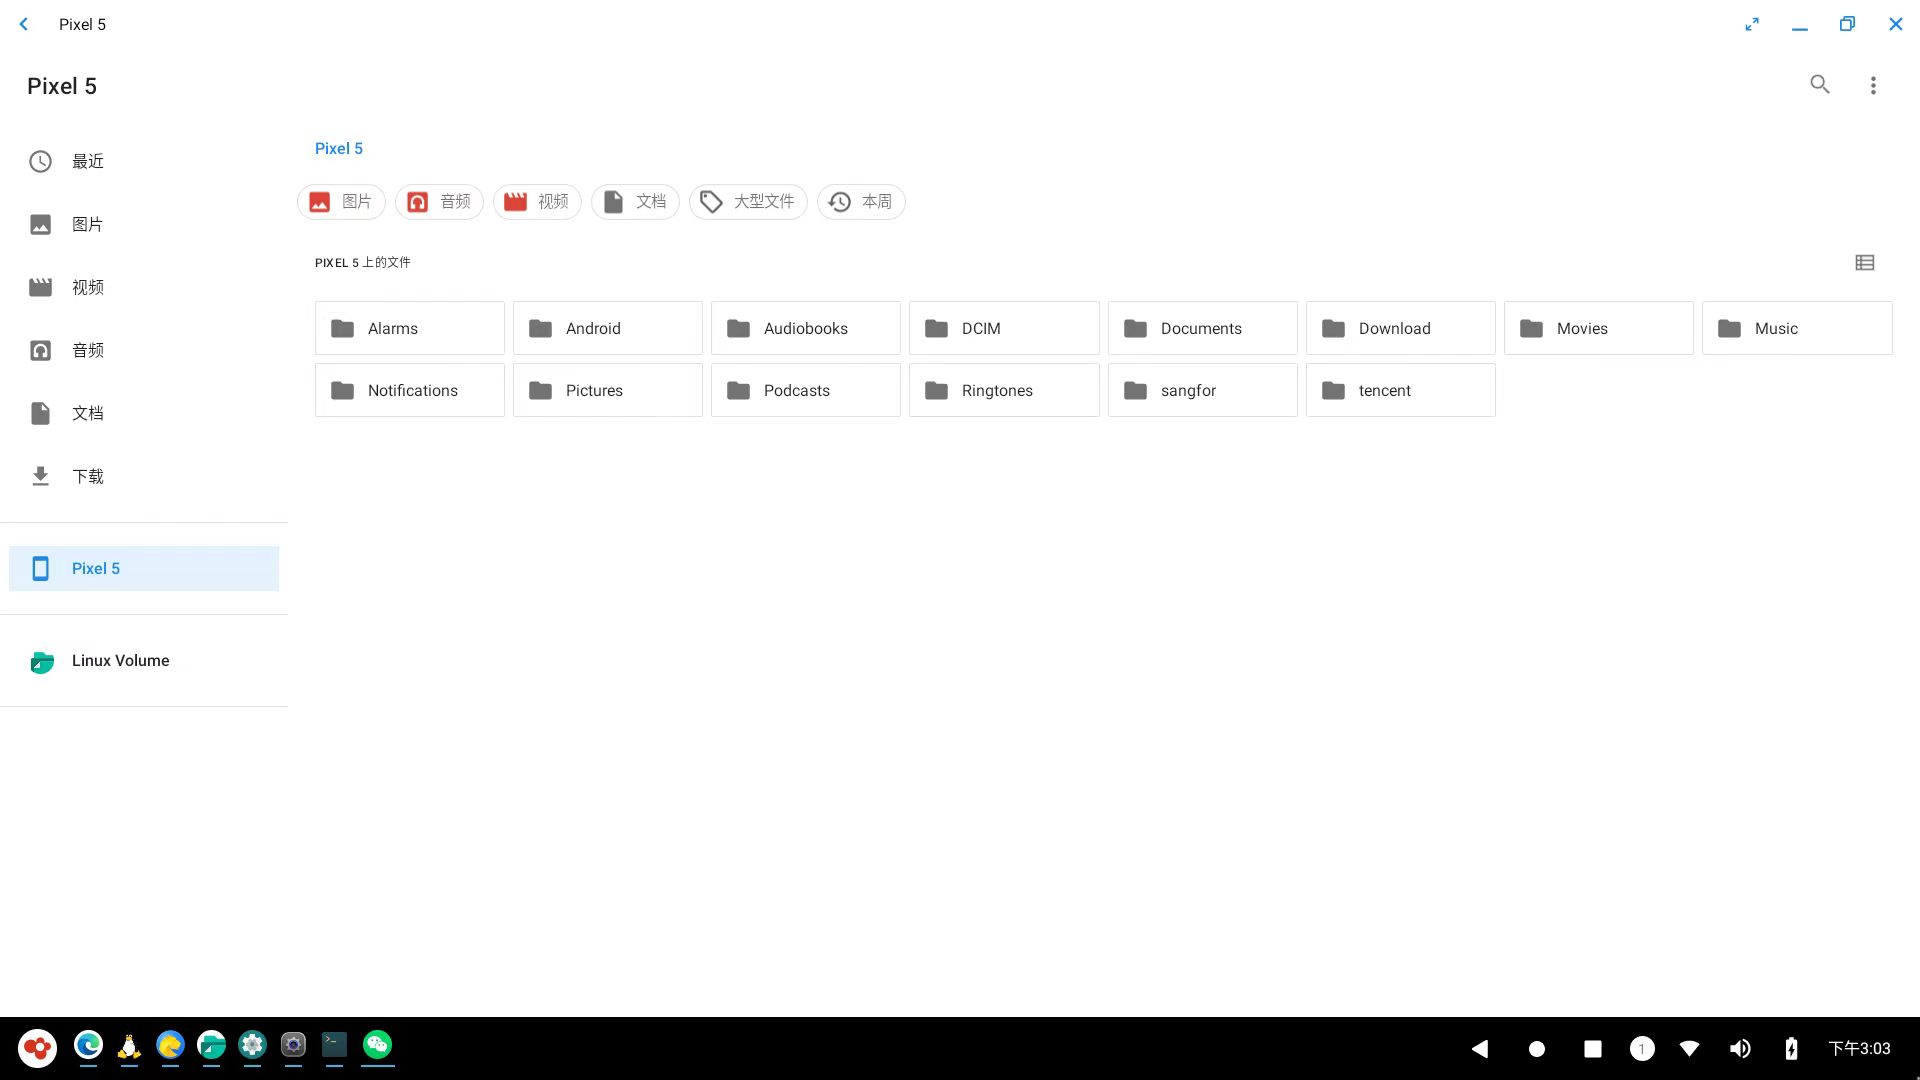 Pixel 5
Pixel 5
最近
图片
视频
音频
文档
下载
Pixel 5
Linux Volume
Pixel 5
图片 音频 视频 文档 大型文件 本周
PIXEL 5 上的文件
Alarms Android Audiobooks DCIM Documents Download Movies Music
Notifications Pictures Podcasts Ringtones sangfor tencent
1 下午3:03